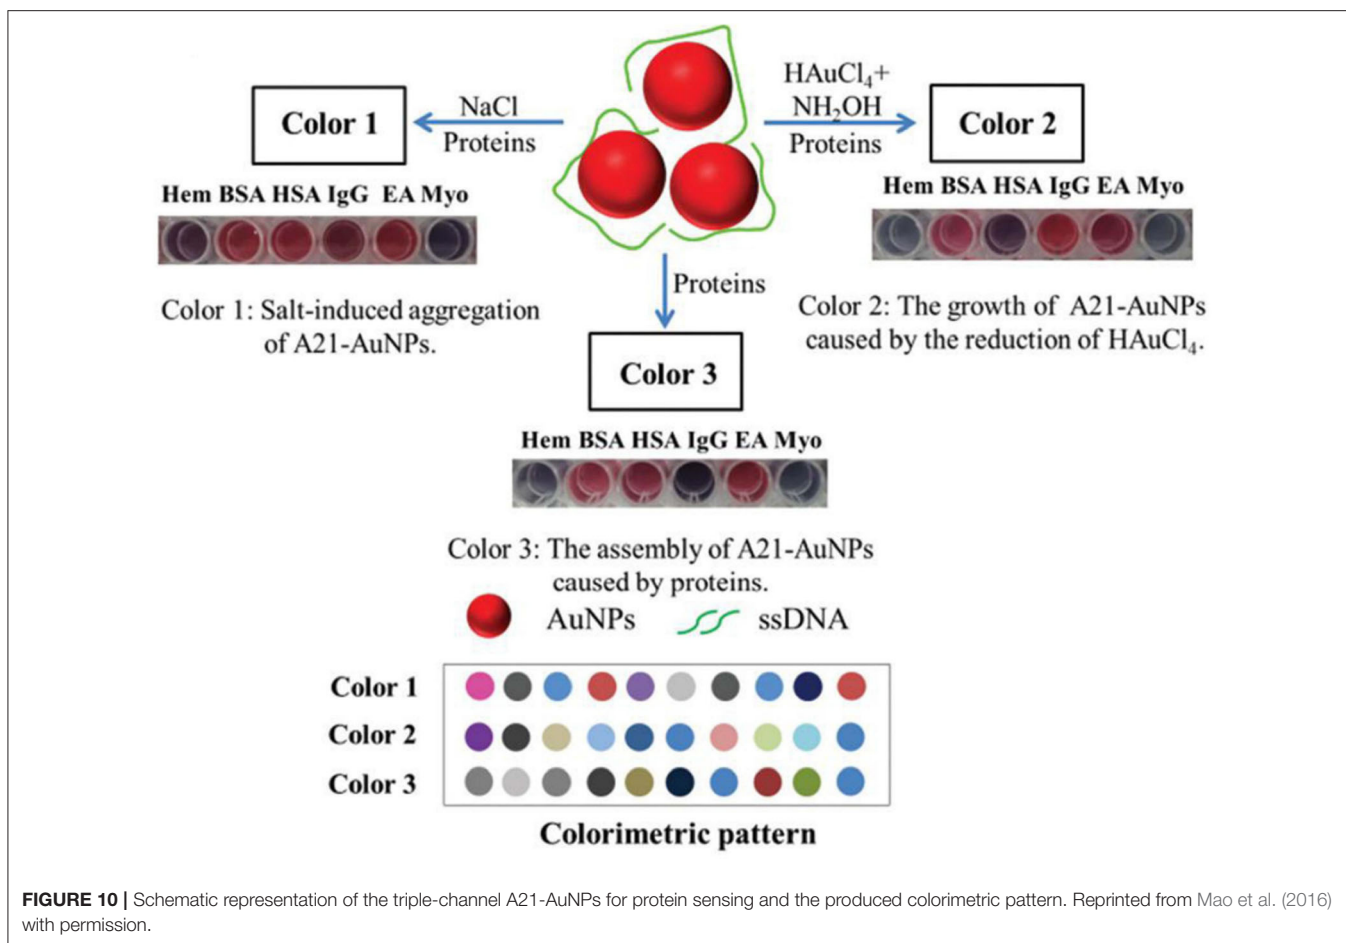 HAuCl₄+
NaCl
NH₂OH
Color 1
Color 2
Proteins
Proteins
Hem BSA HSA IgG EA Myo
Hem BSA HSA IgG EA Myo
Proteins
Color 1: Salt-induced aggregation
of A21-AuNPs.
Color 2: The growth of A21-AuNPs
caused by the reduction of HAuCl₄.
Color 3
Hem BSA HSA IgG EA Myo
Color 3: The assembly of A21-AuNPs
caused by proteins.
AuNPs
ssDNA
Color 1
Color 2
Color 3
Colorimetric pattern
FIGURE 10 | Schematic representation of the triple-channel A21-AuNPs for protein sensing and the produced colorimetric pattern. Reprinted from Mao et al. (2016)
with permission.